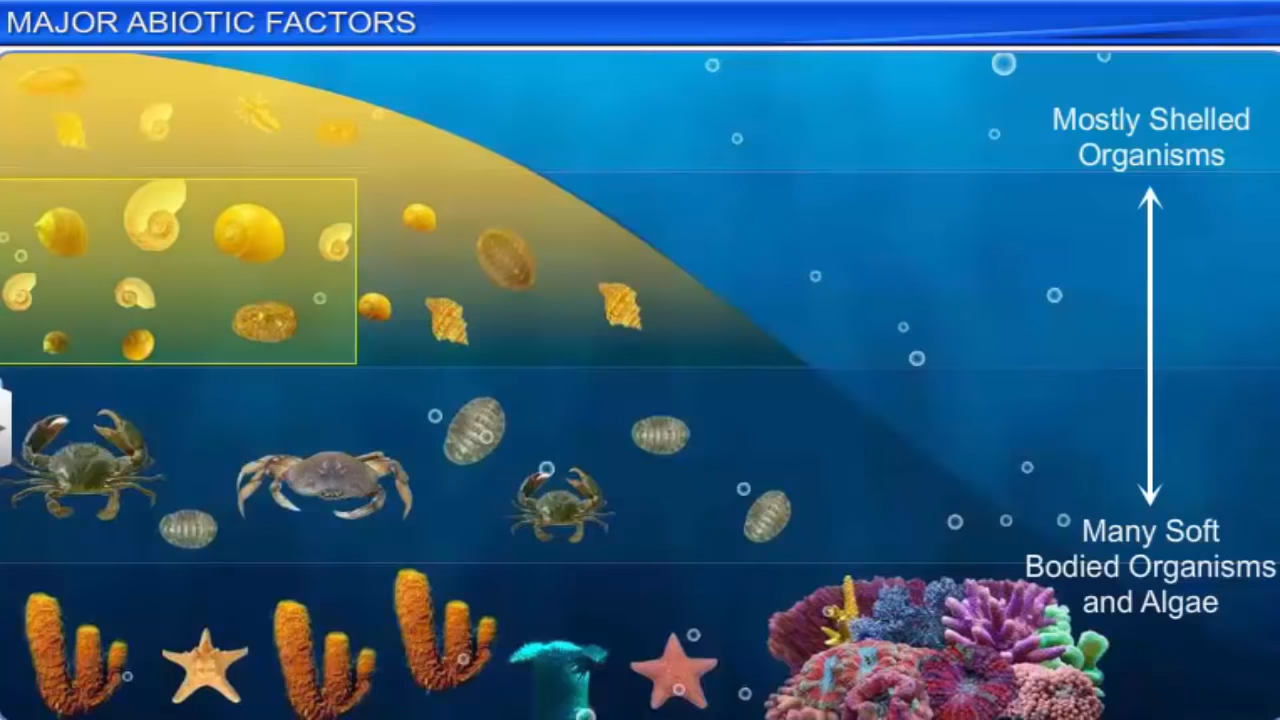 MAJOR ABIOTIC FACTORS
Mostly Shelled
Organisms
Many Soft
Bodied Organisms
and Algae